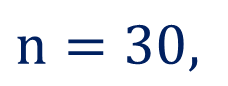 n = 30,